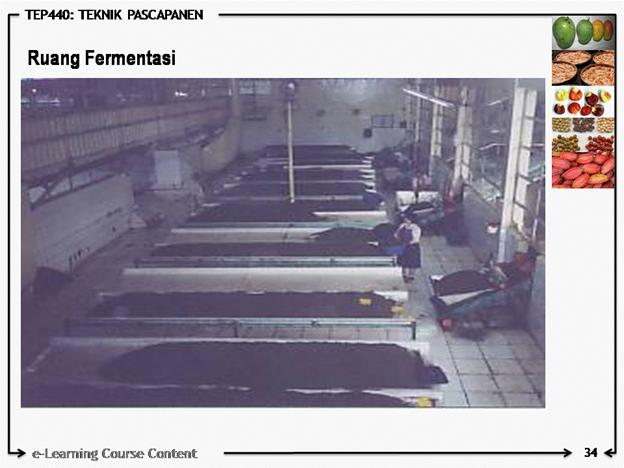 TEP440: TEKNIK PASCAPANEN
Ruang Fermentasi
e-Learning Course Content
34